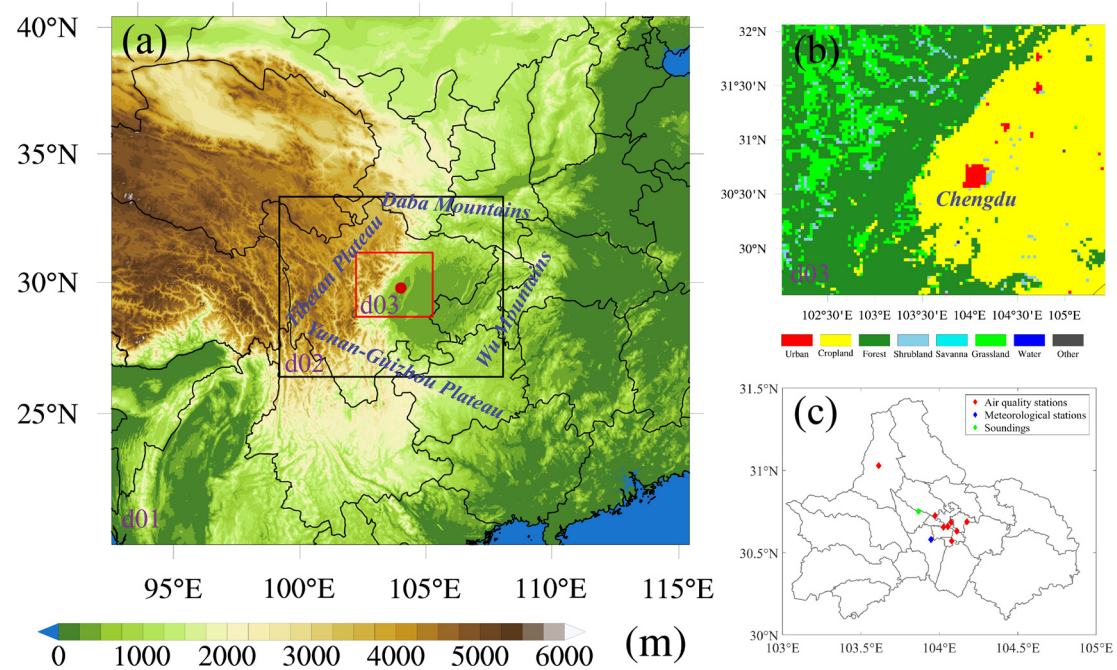 (a)
40°N
35°N
30°N
25°N
Daba Mountains
Tibetan Plateau
Wu Mountains
Yunan-Guizhou Plateau
d03
d02
d01
95°E 100°E 105°E 110°E 115°E
0 1000 2000 3000 4000 5000 6000
(m)
(b)
32°N
31°30'N
31°N
30°30'N
30°N
Chengdu
d03
102°30'E 103°E 103°30'E 104°E 104°30'E 105°E
Urban Cropland Forest Shrubland Savanna Grassland Water Other
(c)
Air quality stations
Meteorological stations
Soundings
31.5°N
31°N
30.5°N
30°N
103°E 103.5°E 104°E 104.5°E 105°E